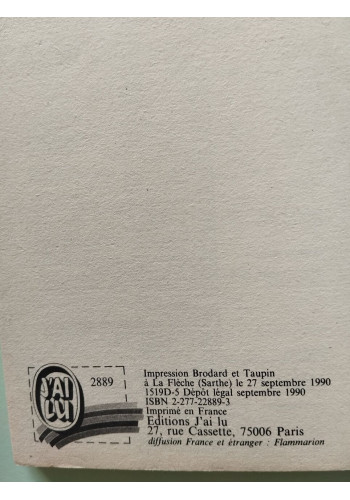 J'AI
LU
2889
Impression Brodard et Taupin
à La Flèche (Sarthe) le 27 septembre 1990
1519D-5 Dépôt légal septembre 1990
ISBN 2-277-22889-3
Imprimé en France
Editions J'ai lu
27, rue Cassette, 75006 Paris
diffusion France et étranger : Flammarion